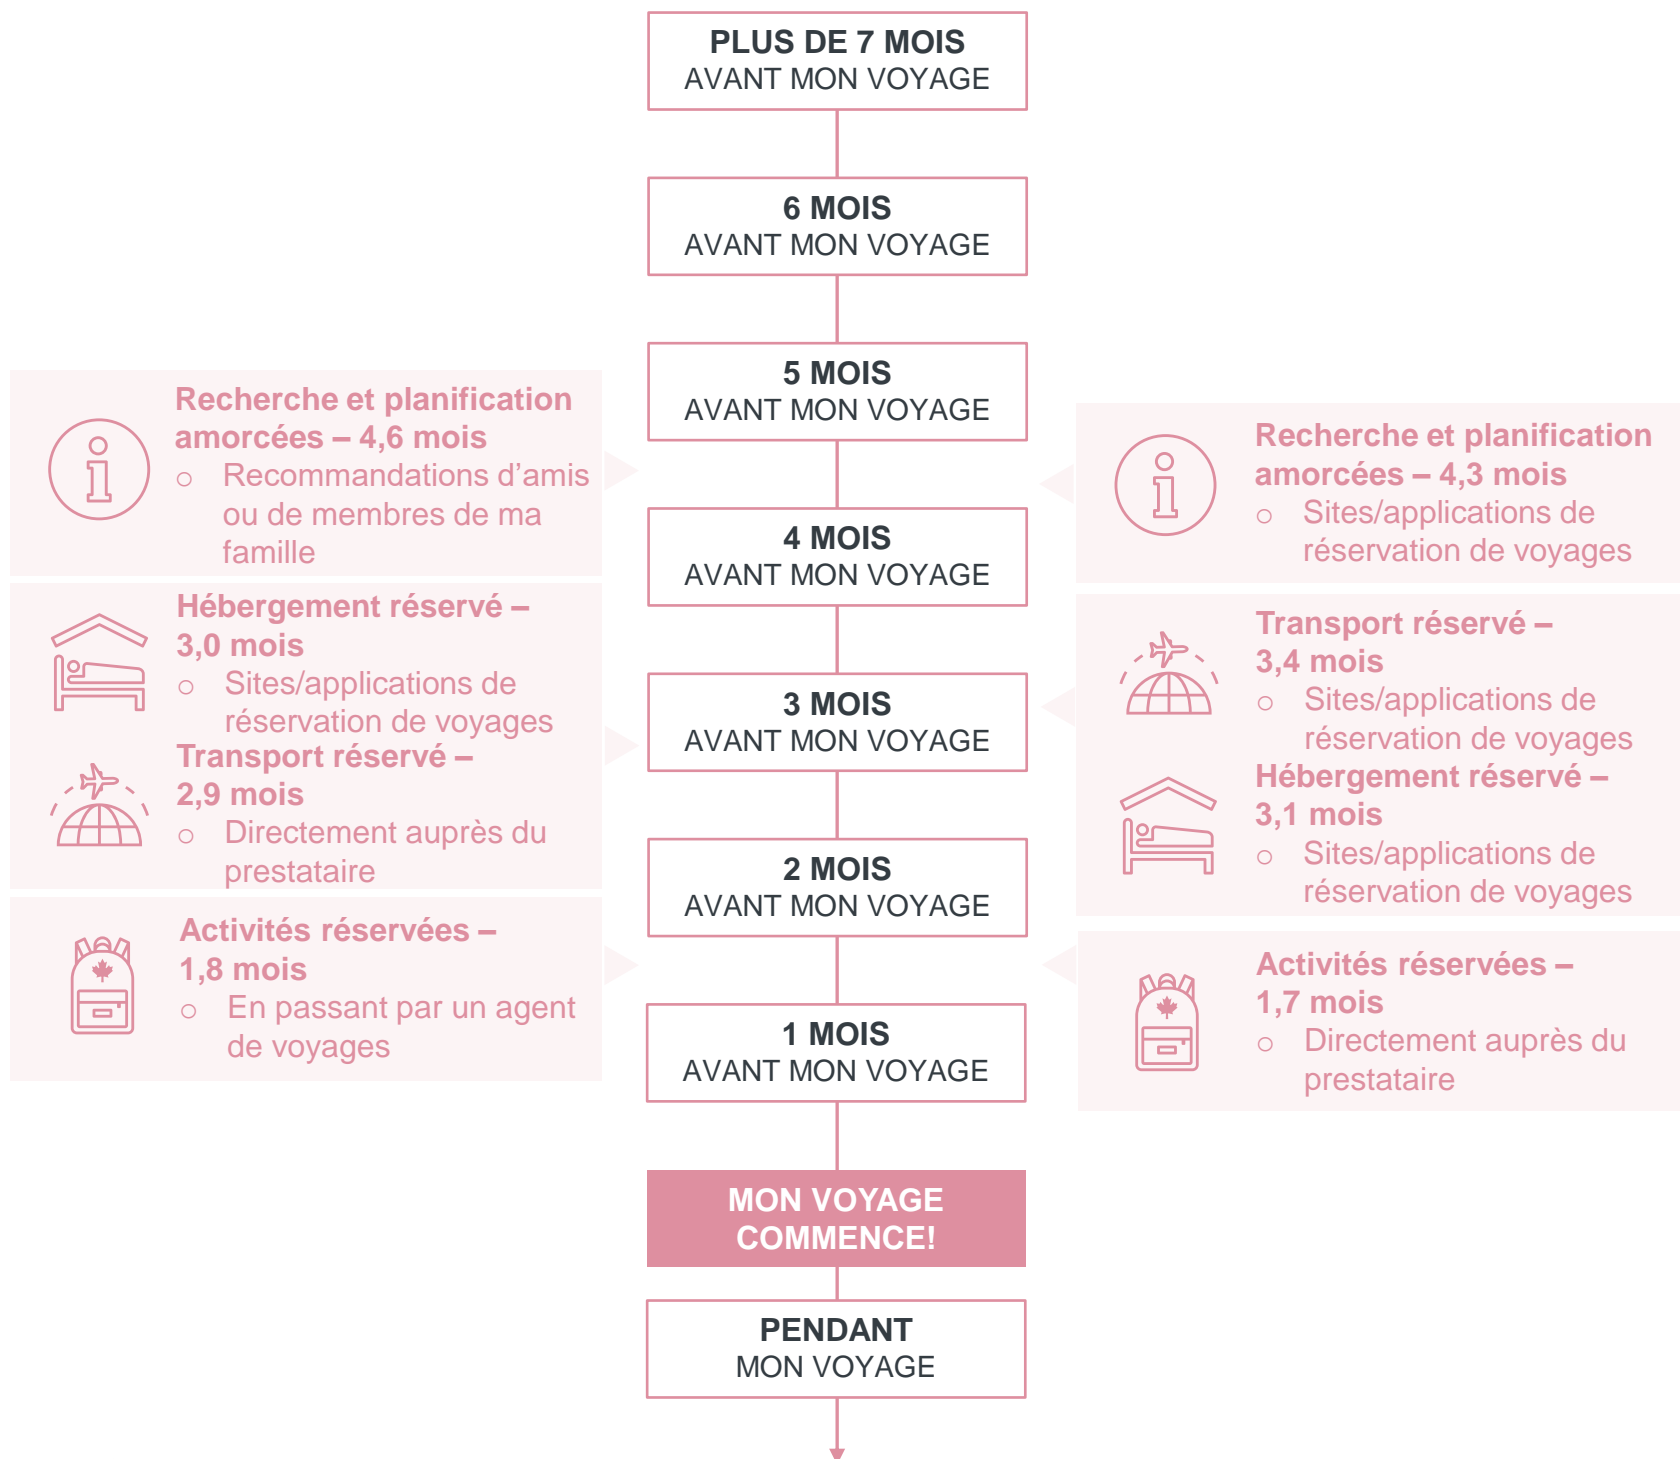 PLUS DE 7 MOIS
AVANT MON VOYAGE
6 MOIS
AVANT MON VOYAGE
5 MOIS
AVANT MON VOYAGE
4 MOIS
AVANT MON VOYAGE
3 MOIS
AVANT MON VOYAGE
2 MOIS
AVANT MON VOYAGE
1 MOIS
AVANT MON VOYAGE
MON VOYAGE
COMMENCE!
PENDANT
MON VOYAGE
Recherche et planification
amorcées – 4,6 mois
o Recommandations d’amis
ou de membres de ma
famille
Hébergement réservé –
3,0 mois
o Sites/applications de
réservation de voyages
Transport réservé –
2,9 mois
o Directement auprès du
prestataire
Activités réservées –
1,8 mois
o En passant par un agent
de voyages
Recherche et planification
amorcées – 4,3 mois
o Sites/applications de
réservation de voyages
Transport réservé –
3,4 mois
o Sites/applications de
réservation de voyages
Hébergement réservé –
3,1 mois
o Sites/applications de
réservation de voyages
Activités réservées –
1,7 mois
o Directement auprès du
prestataire